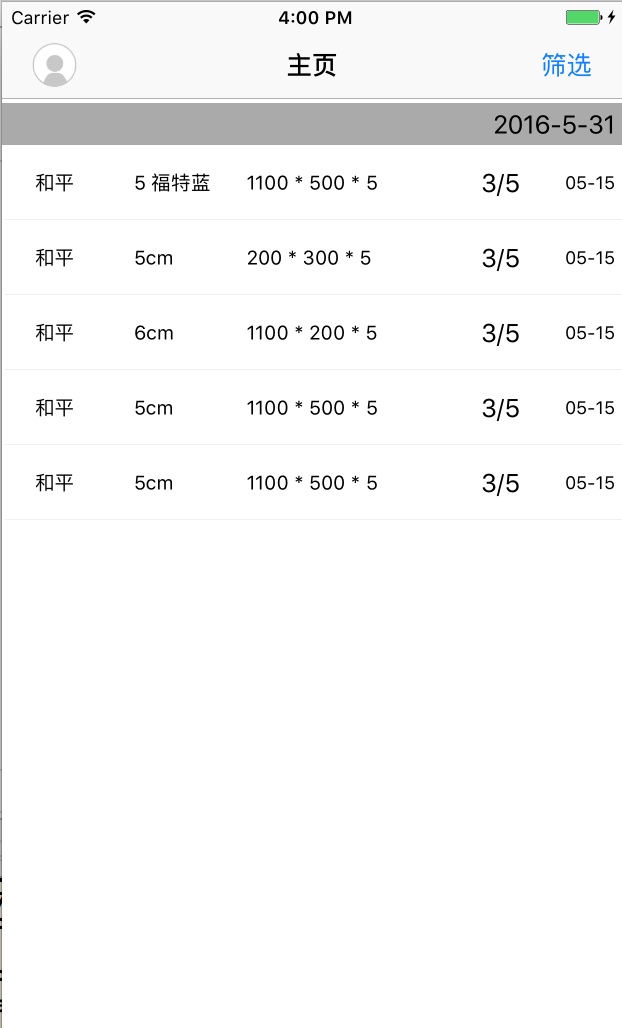 Carrier 4:00 PM
主页 筛选
2016-5-31
和平 5 福特蓝 1100 * 500 * 5 3/5 05-15
和平 5cm 200 * 300 * 5 3/5 05-15
和平 6cm 1100 * 200 * 5 3/5 05-15
和平 5cm 1100 * 500 * 5 3/5 05-15
和平 5cm 1100 * 500 * 5 3/5 05-15